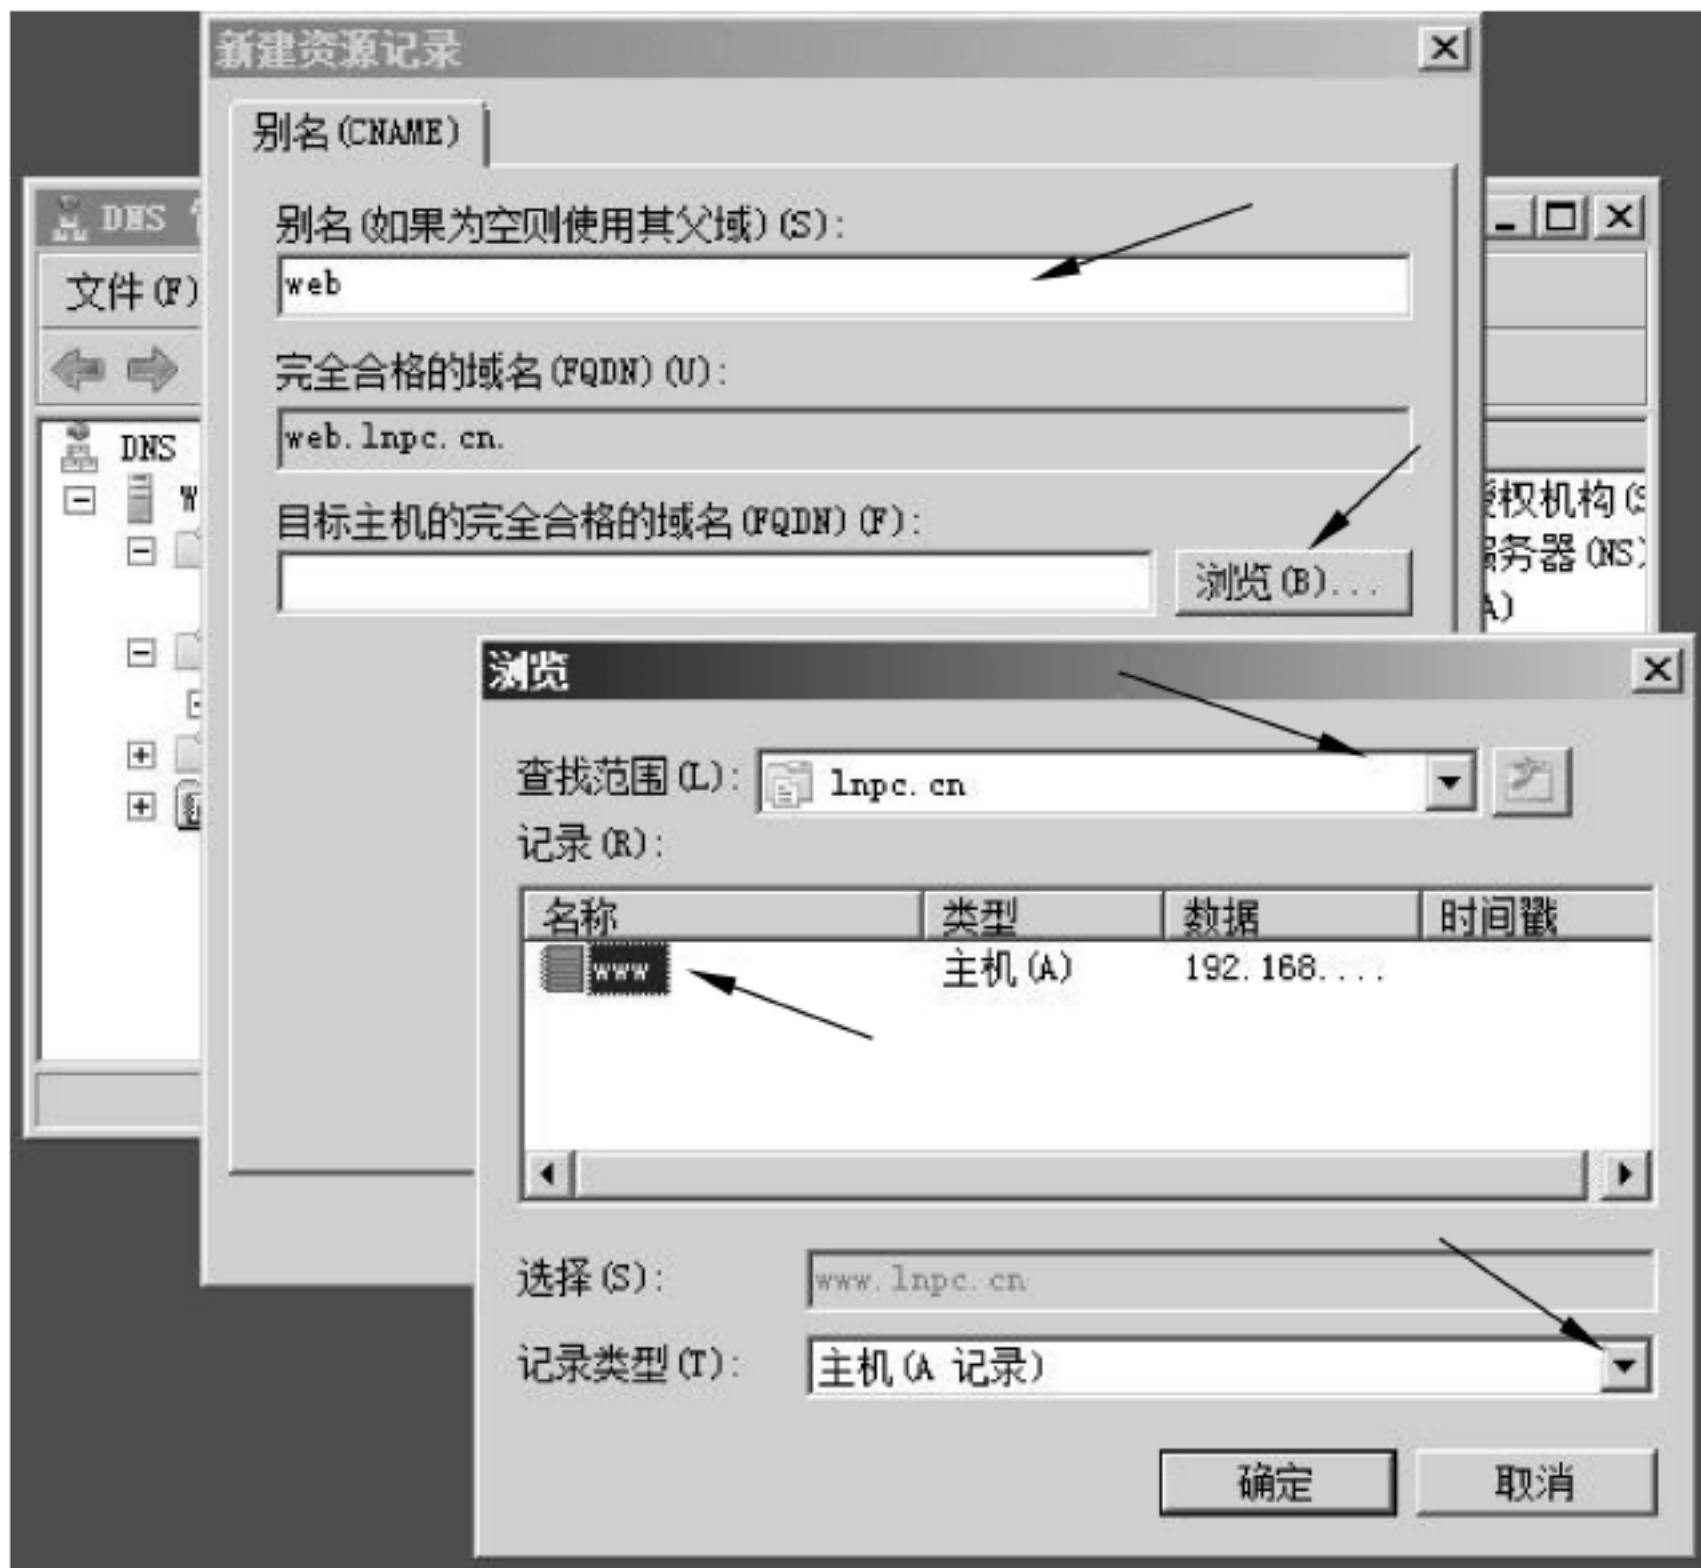 新建资源记录
别名(CNAME)
DNS
别名(如果为空则使用其父域)(S):
文件(F)
web
完全合格的域名(FQDN)(U):
web.lnpc.cn.
DNS
W
权机构(S
目标主机的完全合格的域名(FQDN)(F):
务器(NS)
浏览(B)...
A)
浏览
查找范围(L):
lnpc.cn
记录(R):
名称 类型 数据 时间戳
www 主机(A) 192.168....
选择(S):
www.lnpc.cn
记录类型(T):
主机(A 记录)
确定 取消